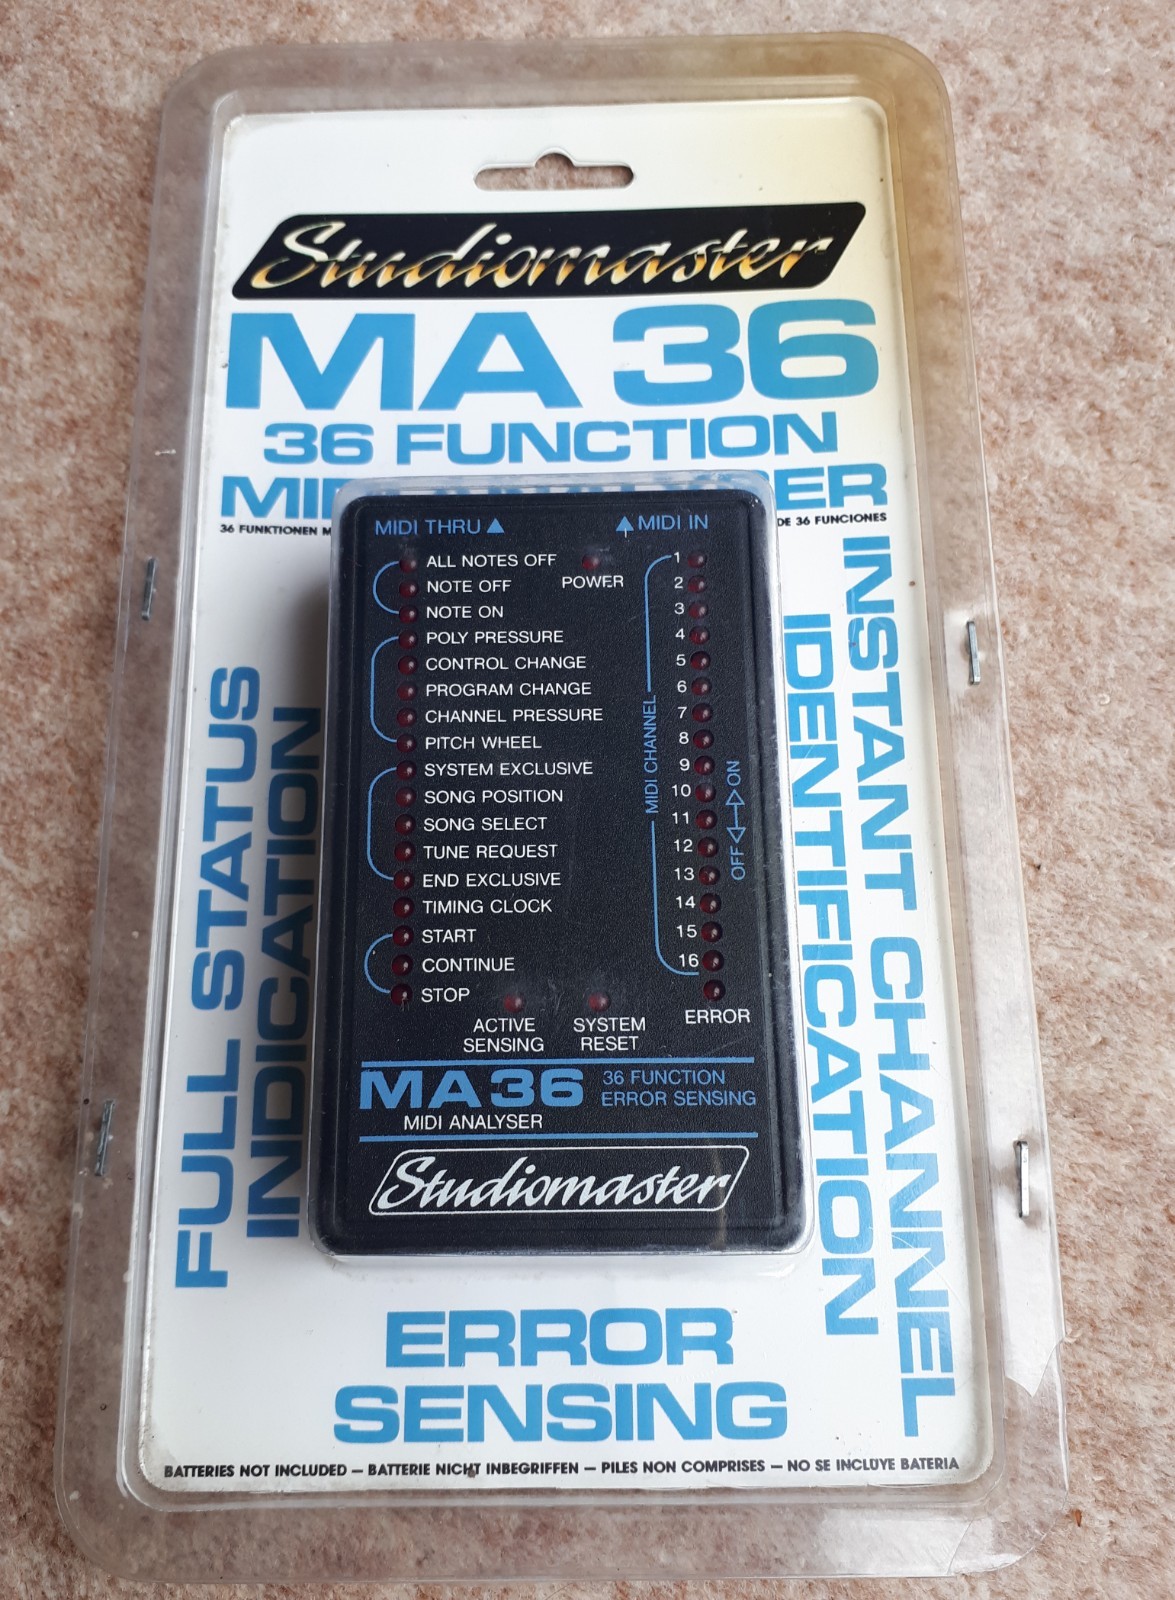 Studiomaster
MA 36
36 FUNCTION
MIDI ANALYSER
36 FUNKTIONEN
DE 36 FUNCIONES
FULL STATUS
INDICATION
INSTANT CHANNEL
IDENTIFICATION
MIDI THRU ▲
▲ MIDI IN
ALL NOTES OFF
NOTE OFF
NOTE ON
POLY PRESSURE
CONTROL CHANGE
PROGRAM CHANGE
CHANNEL PRESSURE
PITCH WHEEL
SYSTEM EXCLUSIVE
SONG POSITION
SONG SELECT
TUNE REQUEST
END EXCLUSIVE
TIMING CLOCK
START
CONTINUE
STOP
POWER
MIDI CHANNEL
1
2
3
4
5
6
7
8
9
10
11
12
13
14
15
16
OFF ◁─▷ ON
ACTIVE
SENSING
SYSTEM
RESET
ERROR
MA36
MIDI ANALYSER
36 FUNCTION
ERROR SENSING
Studiomaster
ERROR
SENSING
BATTERIES NOT INCLUDED — BATTERIE NICHT INBEGRIFFEN — PILES NON COMPRISES — NO SE INCLUYE BATERIA